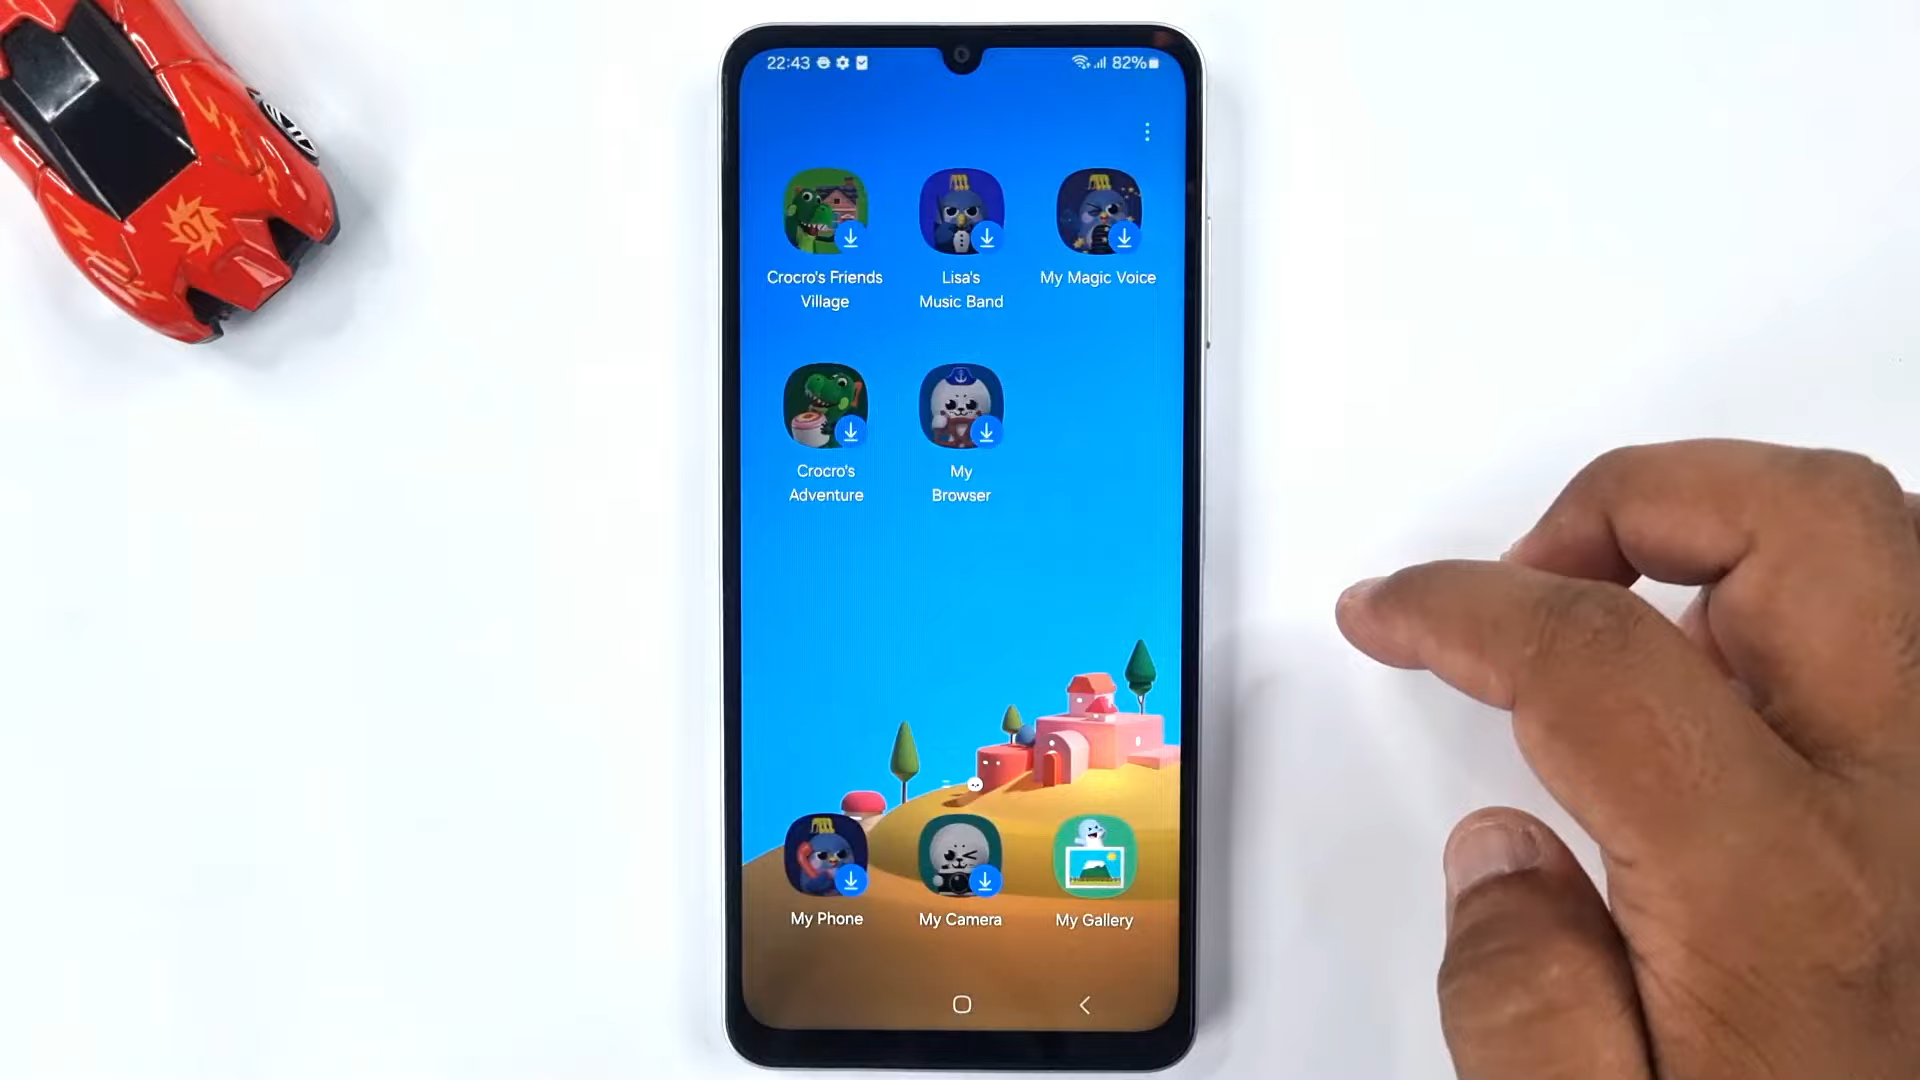 07
22:43
82%
Crocro's Friends
Village
Lisa's
Music Band
My Magic Voice
Crocro's
Adventure
My
Browser
My Phone
My Camera
My Gallery